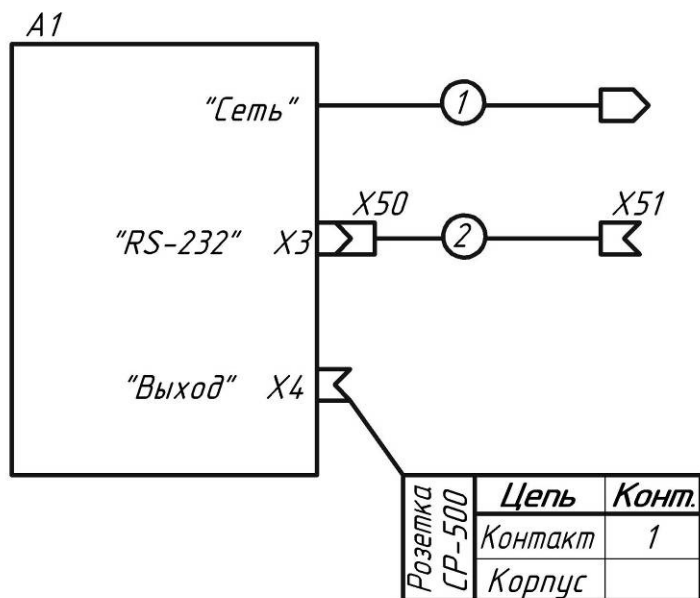 A1
"Сеть"
1
"RS-232" X3
X50
2
X51
"Выход" X4
Розетка
СР-500
Цепь Конт.
Контакт 1
Корпус